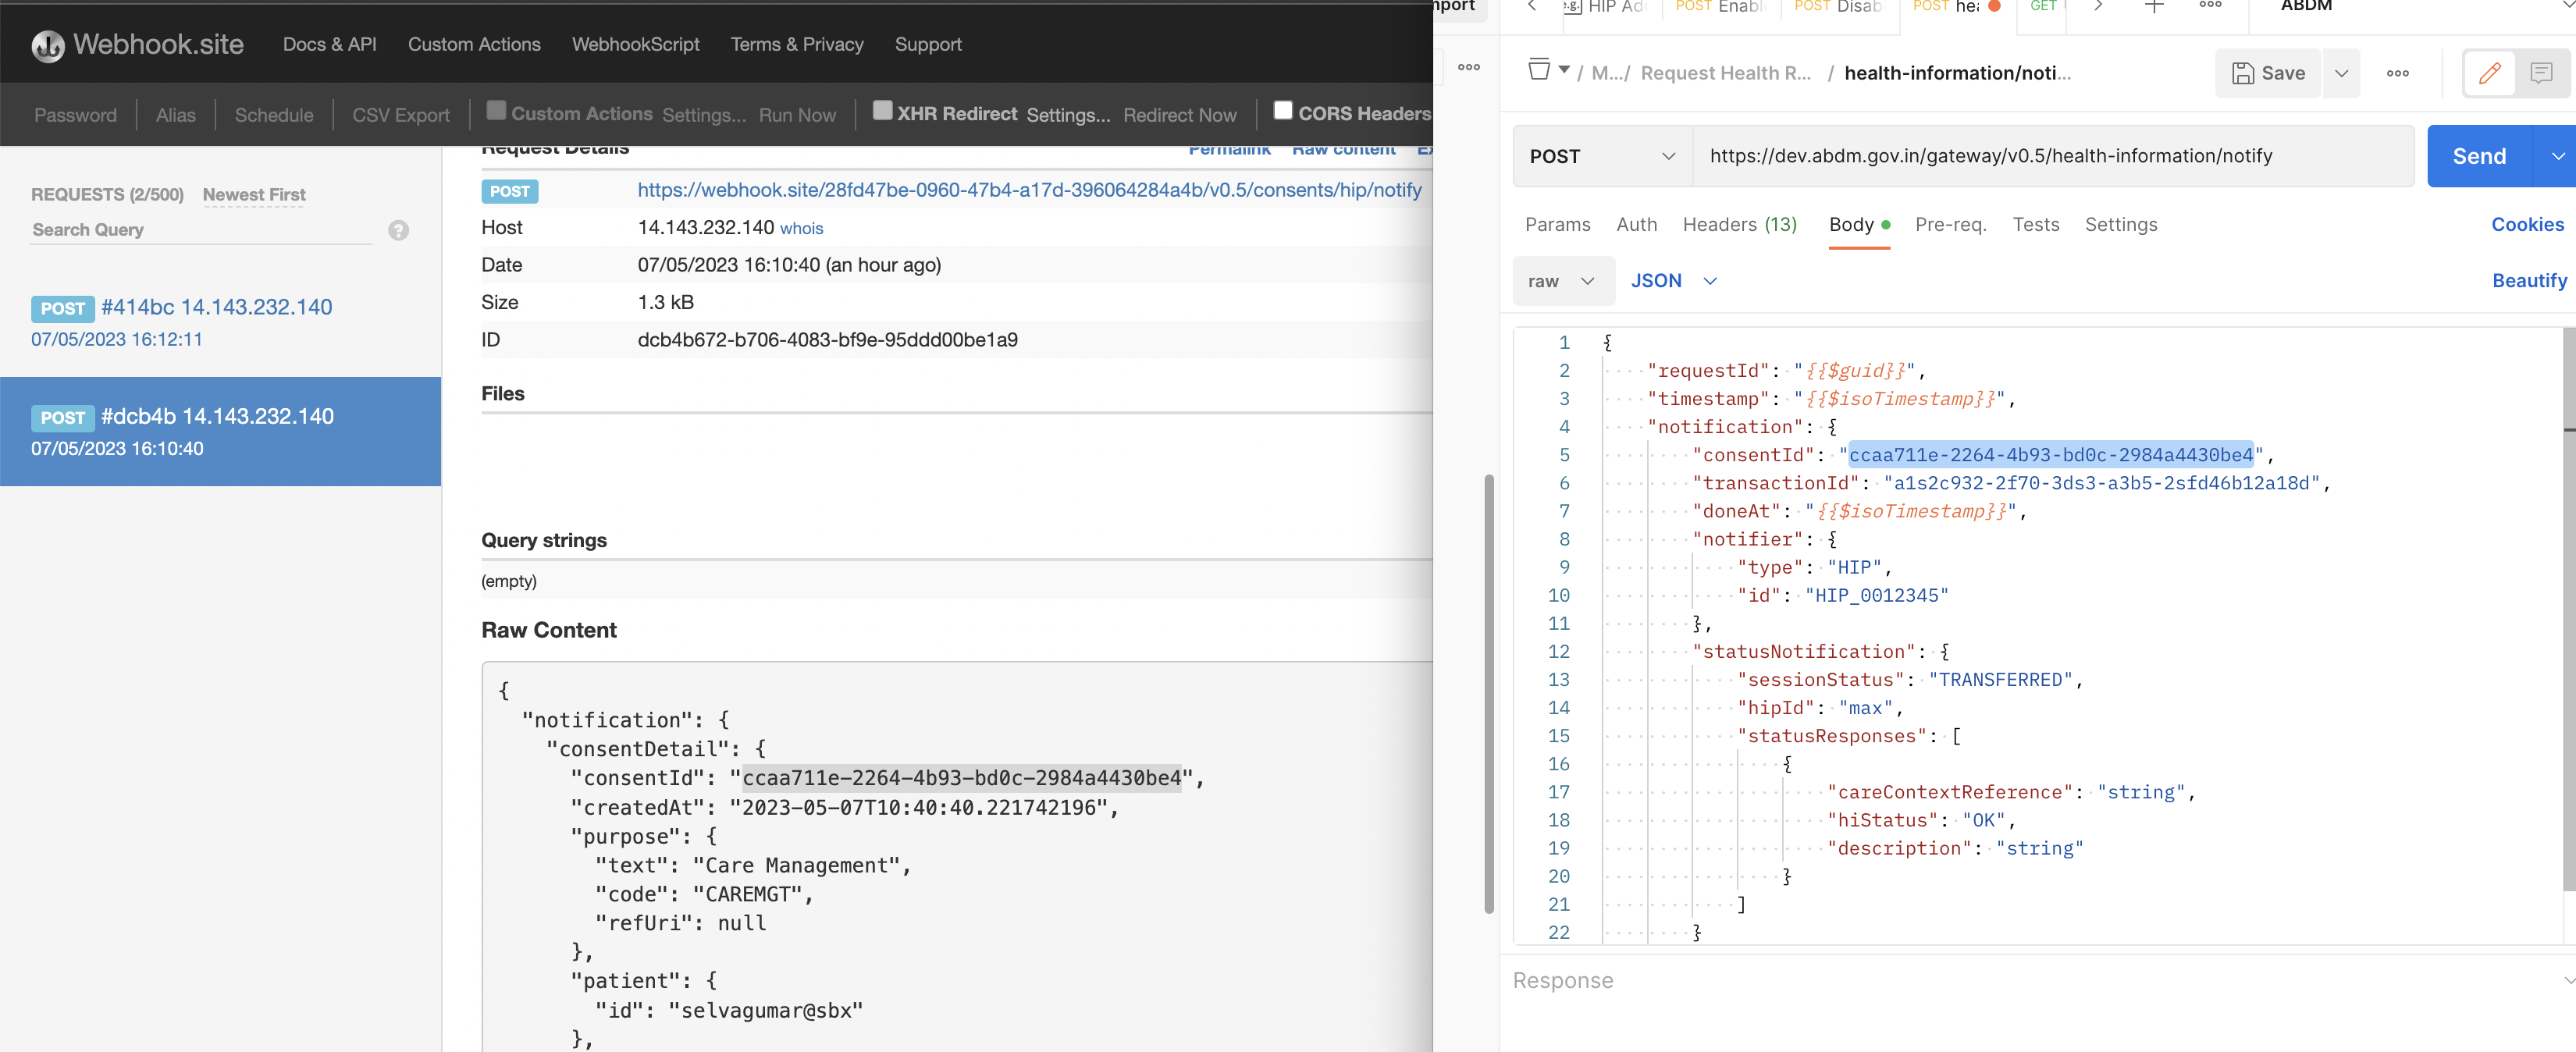 Webhook.site Docs & API Custom Actions WebhookScript Terms & Privacy Support
Password Alias Schedule CSV Export Custom Actions Settings... Run Now XHR Redirect Settings... Redirect Now CORS Headers
REQUESTS (2/500) Newest First
Search Query ?
POST #414bc 14.143.232.140
07/05/2023 16:12:11
POST #dcb4b 14.143.232.140
07/05/2023 16:10:40
Request Details Permalink Raw content
POST https://webhook.site/28fd47be-0960-47b4-a17d-396064284a4b/v0.5/consents/hip/notify
Host 14.143.232.140 whois
Date 07/05/2023 16:10:40 (an hour ago)
Size 1.3 kB
ID dcb4b672-b706-4083-bf9e-95ddd00be1a9
Files
Query strings
(empty)
Raw Content
{
"notification": {
"consentDetail": {
"consentId": "ccaa711e-2264-4b93-bd0c-2984a4430be4",
"createdAt": "2023-05-07T10:40:40.221742196",
"purpose": {
"text": "Care Management",
"code": "CAREMGT",
"refUri": null
},
"patient": {
"id": "selvagumar@sbx"
},
e.g. HIP Ad POST Enabl POST Disab POST hea GET ABDM
/ M.../ Request Health R... / health-information/noti... Save
POST https://dev.abdm.gov.in/gateway/v0.5/health-information/notify Send
Params Auth Headers (13) Body Pre-req. Tests Settings Cookies
raw JSON Beautify
1 {
2 "requestId": "{{$guid}}",
3 "timestamp": "{{$isoTimestamp}}",
4 "notification": {
5 "consentId": "ccaa711e-2264-4b93-bd0c-2984a4430be4",
6 "transactionId": "a1s2c932-2f70-3ds3-a3b5-2sfd46b12a18d",
7 "doneAt": "{{$isoTimestamp}}",
8 "notifier": {
9 "type": "HIP",
10 "id": "HIP_0012345"
11 },
12 "statusNotification": {
13 "sessionStatus": "TRANSFERRED",
14 "hipId": "max",
15 "statusResponses": [
16 {
17 "careContextReference": "string",
18 "hiStatus": "OK",
19 "description": "string"
20 }
21 ]
22 }
Response